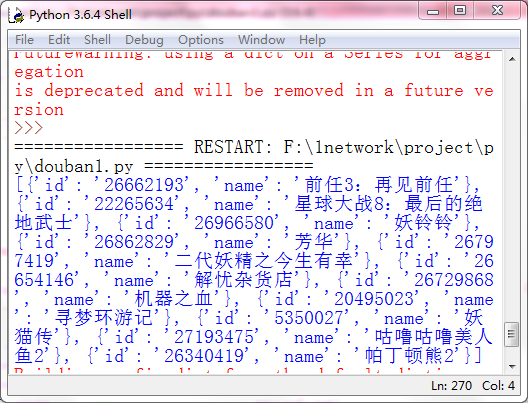 Python 3.6.4 Shell
File Edit Shell Debug Options Window Help
FutureWarning: using a dict on a Series for aggr
egation
is deprecated and will be removed in a future ve
rsion
>>>
================= RESTART: F:\1network\project\p
y\douban1.py =================
[{'id': '26662193', 'name': '前任3：再见前任'},
{'id': '22265634', 'name': '星球大战8：最后的绝
地武士'}, {'id': '26966580', 'name': '妖铃铃'},
{'id': '26862829', 'name': '芳华'}, {'id': '2679
7419', 'name': '二代妖精之今生有幸'}, {'id': '26
654146', 'name': '解忧杂货店'}, {'id': '26729868
', 'name': '机器之血'}, {'id': '20495023', 'name
': '寻梦环游记'}, {'id': '5350027', 'name': '妖
猫传'}, {'id': '27193475', 'name': '咕噜咕噜美人
鱼2'}, {'id': '26340419', 'name': '帕丁顿熊2'}]
Ln: 270 Col: 4